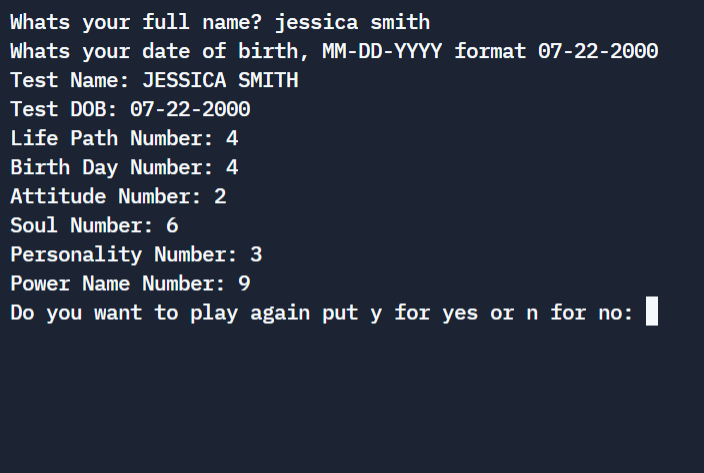 Whats your full name? jessica smith
Whats your date of birth, MM-DD-YYYY format 07-22-2000
Test Name: JESSICA SMITH
Test DOB: 07-22-2000
Life Path Number: 4
Birth Day Number: 4
Attitude Number: 2
Soul Number: 6
Personality Number: 3
Power Name Number: 9
Do you want to play again put y for yes or n for no: